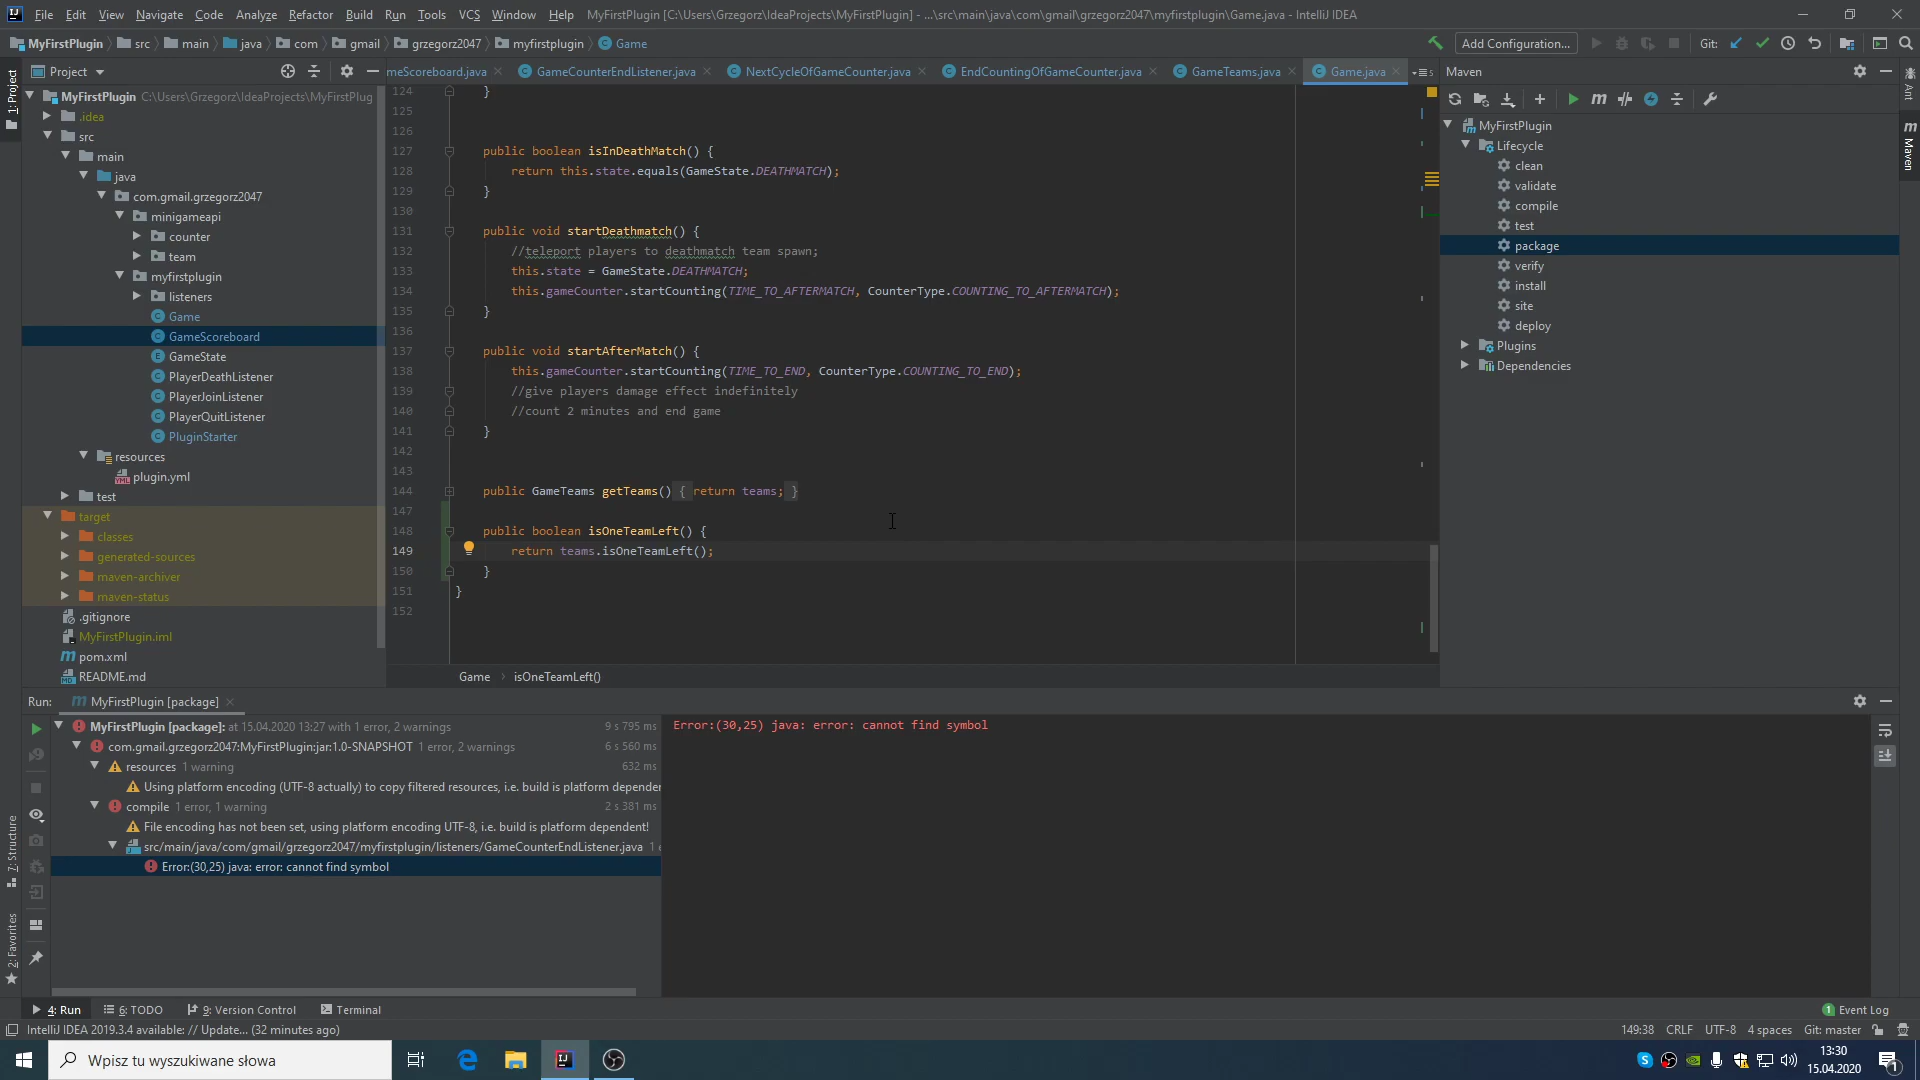 File Edit View Navigate Code Analyze Refactor Build Run Tools VCS Window Help MyFirstPlugin [C:\Users\Grzegorz\IdeaProjects\MyFirstPlugin] - ...\src\main\java\com\gmail\grzegorz2047\myfirstplugin\Game.java - IntelliJ IDEA
MyFirstPlugin src main java com gmail grzegorz2047 myfirstplugin Game Add Configuration... Git:
Project meScoreboard.java GameCounterEndListener.java NextCycleOfGameCounter.java EndCountingOfGameCounter.java GameTeams.java Game.java 5 Maven
1: Project
MyFirstPlugin C:\Users\Grzegorz\IdeaProjects\MyFirstPlug
.idea
src
main
java
com.gmail.grzegorz2047
minigameapi
counter
team
myfirstplugin
listeners
Game
GameScoreboard
GameState
PlayerDeathListener
PlayerJoinListener
PlayerQuitListener
PluginStarter
resources
plugin.yml
test
target
classes
generated-sources
maven-archiver
maven-status
.gitignore
MyFirstPlugin.iml
pom.xml
README.md
124 }
125
126
127 public boolean isInDeathMatch() {
128 return this.state.equals(GameState.DEATHMATCH);
129 }
130
131 public void startDeathmatch() {
132 //teleport players to deathmatch team spawn;
133 this.state = GameState.DEATHMATCH;
134 this.gameCounter.startCounting(TIME_TO_AFTERMATCH, CounterType.COUNTING_TO_AFTERMATCH);
135 }
136
137 public void startAfterMatch() {
138 this.gameCounter.startCounting(TIME_TO_END, CounterType.COUNTING_TO_END);
139 //give players damage effect indefinitely
140 //count 2 minutes and end game
141 }
142
143
144 public GameTeams getTeams() { return teams; }
147
148 public boolean isOneTeamLeft() {
149 return teams.isOneTeamLeft();
150 }
151 }
152
Game isOneTeamLeft()
MyFirstPlugin
Lifecycle
clean
validate
compile
test
package
verify
install
site
deploy
Plugins
Dependencies
Ant
Maven
Run: MyFirstPlugin [package]
MyFirstPlugin [package]: at 15.04.2020 13:27 with 1 error, 2 warnings 9 s 795 ms
com.gmail.grzegorz2047:MyFirstPlugin:jar:1.0-SNAPSHOT 1 error, 2 warnings 6 s 560 ms
resources 1 warning 632 ms
Using platform encoding (UTF-8 actually) to copy filtered resources, i.e. build is platform depender
compile 1 error, 1 warning 2 s 381 ms
File encoding has not been set, using platform encoding UTF-8, i.e. build is platform dependent!
src/main/java/com/gmail/grzegorz2047/myfirstplugin/listeners/GameCounterEndListener.java 1 e
Error:(30,25) java: error: cannot find symbol
Error:(30,25) java: error: cannot find symbol
7: Structure
2: Favorites
4: Run 6: TODO 9: Version Control Terminal 1 Event Log
IntelliJ IDEA 2019.3.4 available: // Update... (32 minutes ago) 149:38 CRLF UTF-8 4 spaces Git: master
Wpisz tu wyszukiwane słowa
13:30
15.04.2020
1